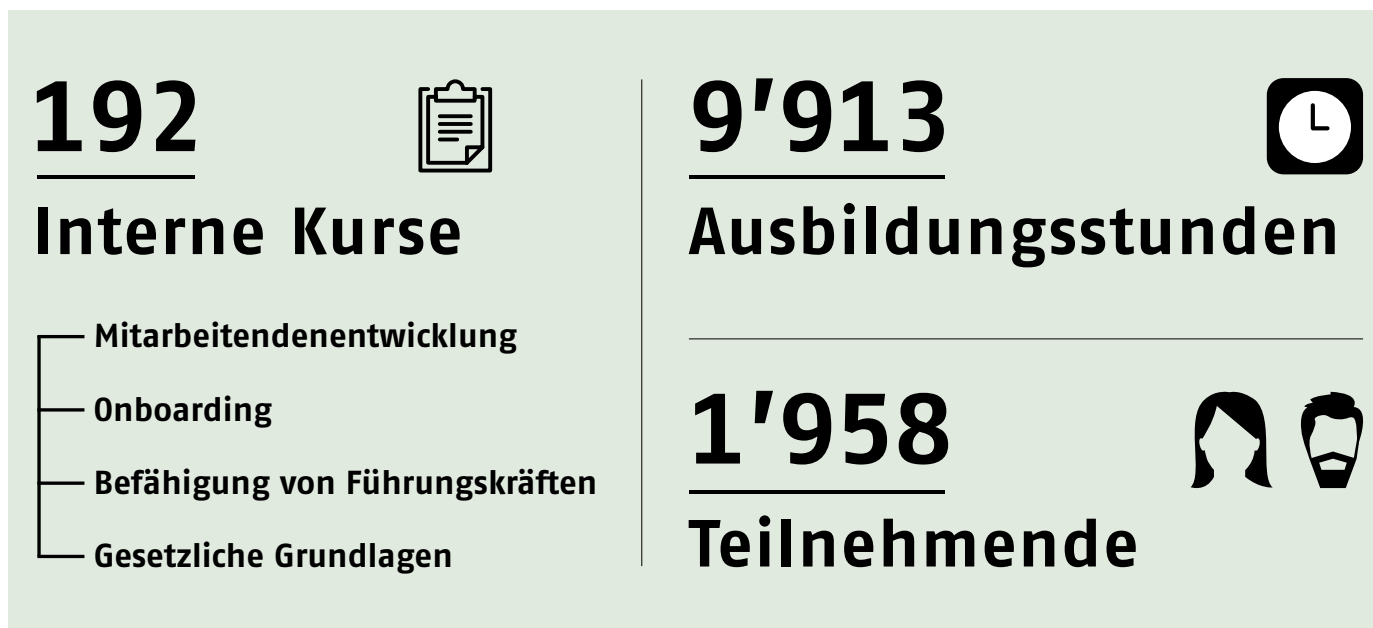 192
Interne Kurse
Mitarbeitendenentwicklung
Onboarding
Befähigung von Führungskräften
Gesetzliche Grundlagen
9’913
Ausbildungsstunden
1’958
Teilnehmende